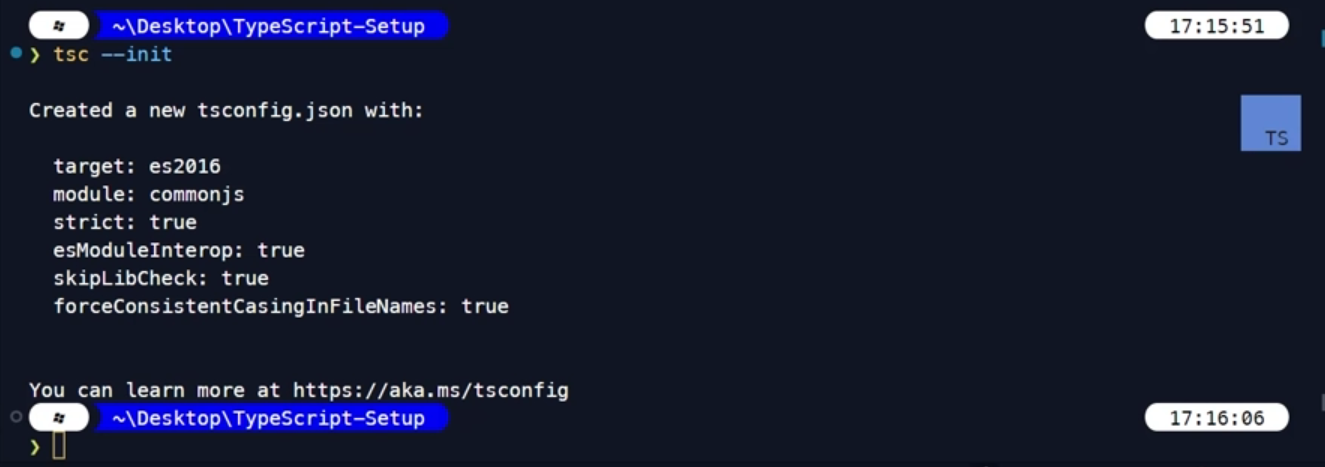 ~\Desktop\TypeScript-Setup 17:15:51
❯ tsc --init
Created a new tsconfig.json with:
TS
target: es2016
module: commonjs
strict: true
esModuleInterop: true
skipLibCheck: true
forceConsistentCasingInFileNames: true
You can learn more at https://aka.ms/tsconfig
~\Desktop\TypeScript-Setup 17:16:06
❯